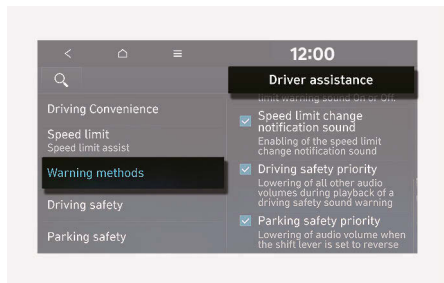 12:00
Driver assistance
Driving Convenience
Speed limit
Speed limit assist
Warning methods
Driving safety
Parking safety
limit warning sound On or Off.
Speed limit change
notification sound
Enabling of the speed limit
change notification sound
Driving safety priority
Lowering of all other audio
volumes during playback of a
driving safety sound warning
Parking safety priority
Lowering of audio volume when
the shift lever is set to reverse